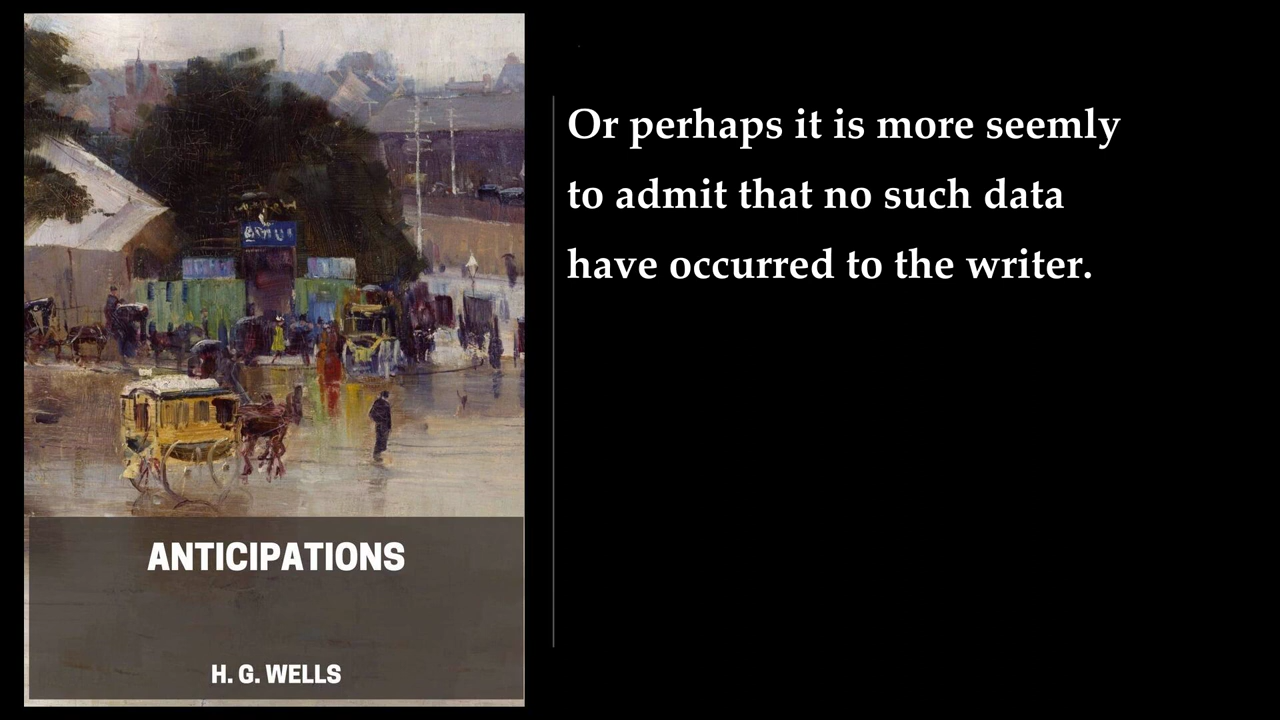 Or perhaps it is more seemly
to admit that no such data
have occurred to the writer.
ANTICIPATIONS
H. G. WELLS